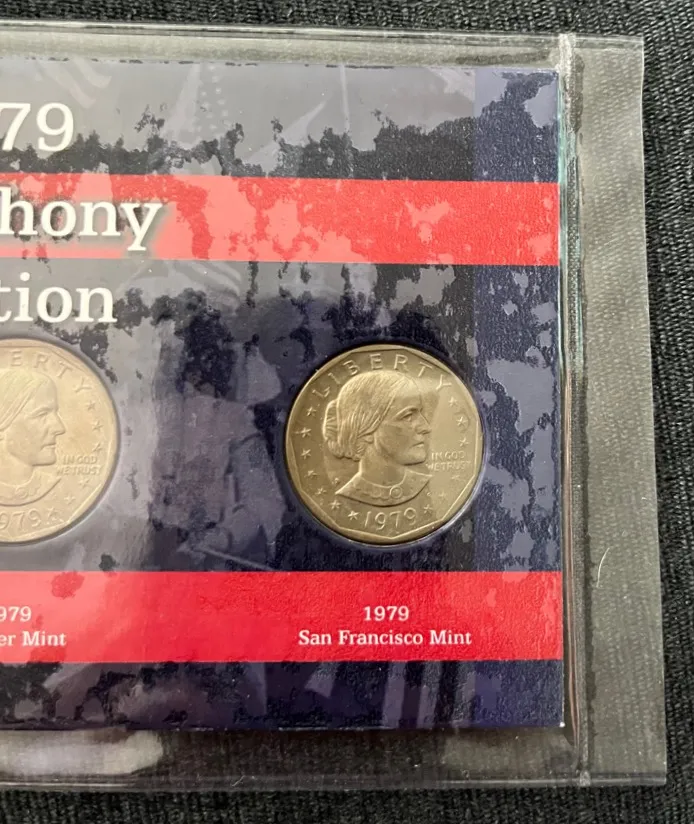 79
hony
tion
LIBERTY
IN GOD
WE TRUST
1979
LIBERTY
IN GOD
WE TRUST
1979
979
er Mint
1979
San Francisco Mint